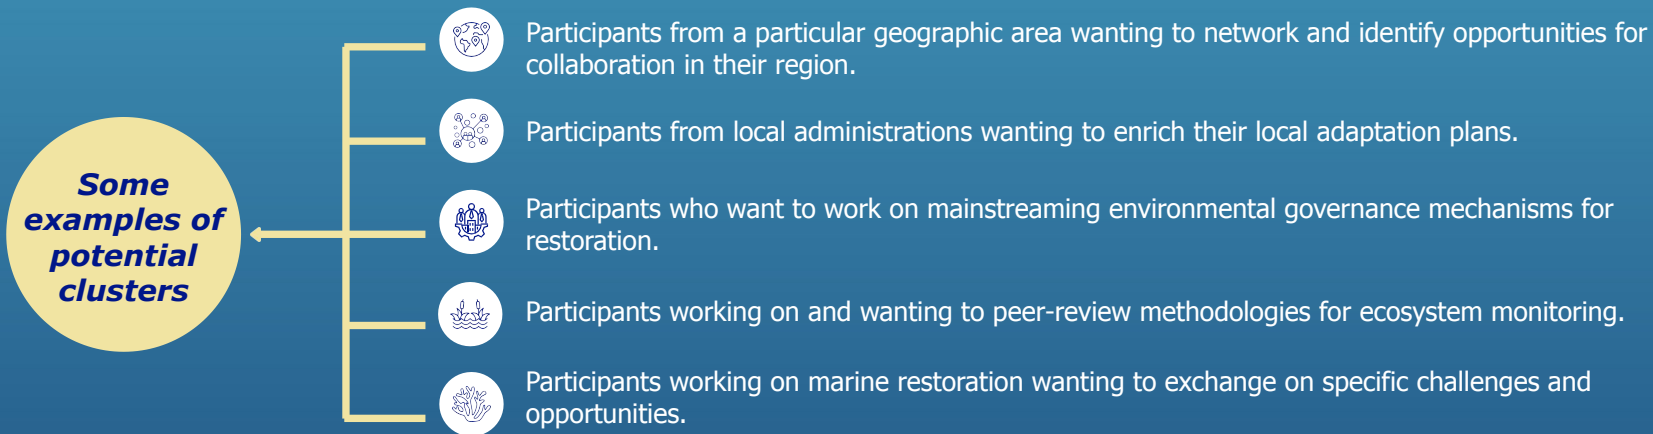 Some
examples of
potential
clusters
Participants from a particular geographic area wanting to network and identify opportunities for
collaboration in their region.
Participants from local administrations wanting to enrich their local adaptation plans.
Participants who want to work on mainstreaming environmental governance mechanisms for
restoration.
Participants working on and wanting to peer-review methodologies for ecosystem monitoring.
Participants working on marine restoration wanting to exchange on specific challenges and
opportunities.